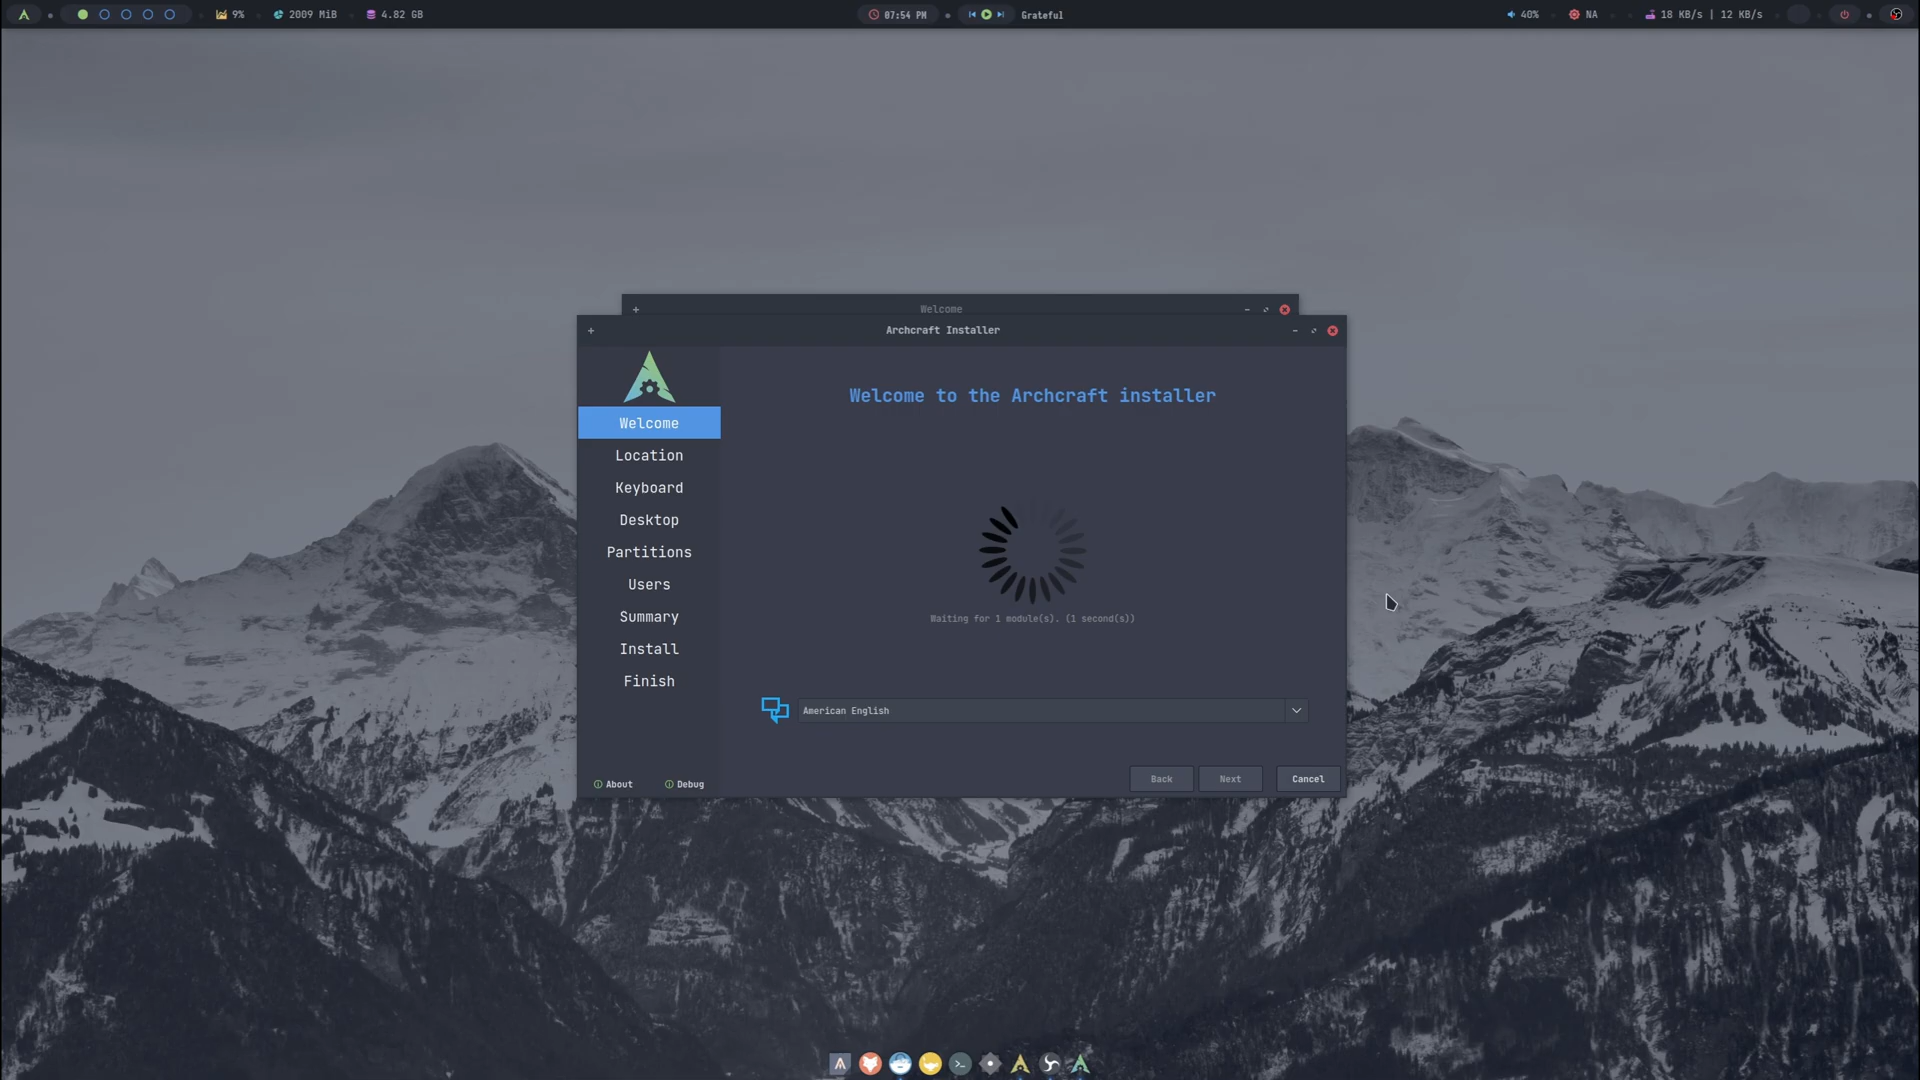 9%
2009 MiB
4.82 GB
07:54 PM
Grateful
40%
NA
18 KB/s | 12 KB/s
Welcome
Archcraft Installer
Welcome to the Archcraft installer
Welcome
Location
Keyboard
Desktop
Partitions
Users
Summary
Install
Finish
Waiting for 1 module(s). (1 second(s))
American English
About
Debug
Back
Next
Cancel